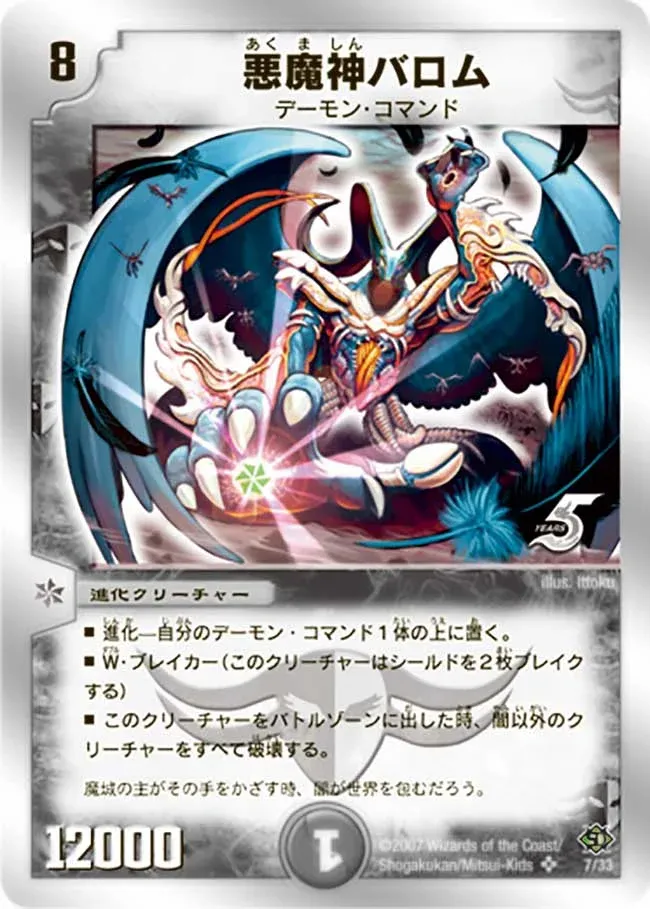 8
あく ま しん
悪魔神バロム
デーモン・コマンド
YEARS 5
illus. Ittoku
進化クリーチャー
■ 進化—自分のデーモン・コマンド1体の上に置く。
■ W・ブレイカー(このクリーチャーはシールドを2枚ブレイク
する)
■ このクリーチャーをバトルゾーンに出した時、闇以外のク
リーチャーをすべて破壊する。
魔城の主がその手をかざす時、闇が世界を包むだろう。
12000
1
©2007 Wizards of the Coast/
Shogakukan/Mitsui-Kids
7/33